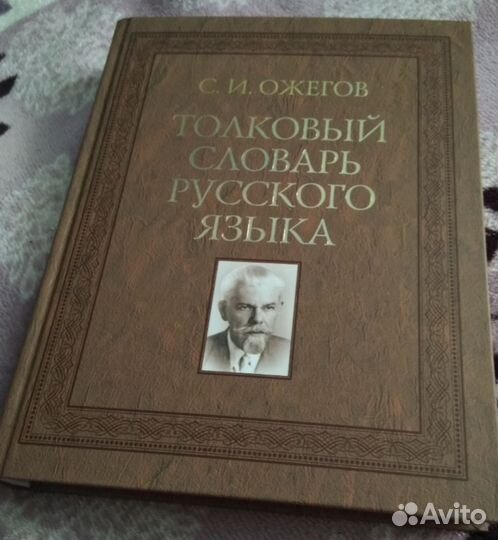 С. И. ОЖЕГОВ
ТОЛКОВЫЙ
СЛОВАРЬ
РУССКОГО
ЯЗЫКА
Avito